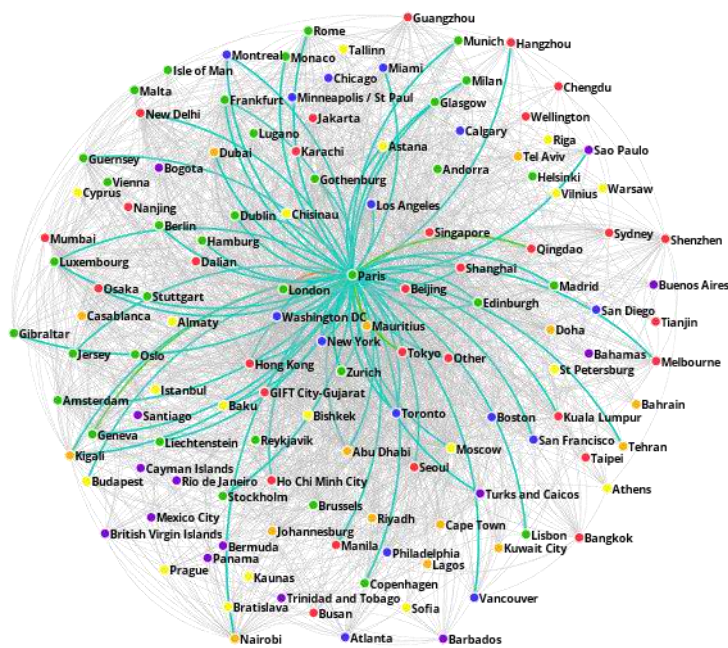 Guangzhou
Rome
Munich
Hangzhou
Tallinn
Montreal
Monaco
Miami
Isle of Man
Chicago
Milan
Chengdu
Malta
Frankfurt
Minneapolis / St Paul
Glasgow
New Delhi
Jakarta
Wellington
Lugano
Calgary
Riga
Dubai
Karachi
Astana
Sao Paulo
Guernsey
Tel Aviv
Bogota
Andorra
Helsinki
Vienna
Gothenburg
Cyprus
Vilnius
Warsaw
Nanjing
Dublin
Chisinau
Los Angeles
Berlin
Singapore
Sydney
Mumbai
Hamburg
Qingdao
Shenzhen
Luxembourg
Dalian
Shanghai
Paris
Osaka
London
Beijing
Madrid
Buenos Aires
Stuttgart
Edinburgh
San Diego
Casablanca
Almaty
Washington DC
Mauritius
Doha
Tianjin
Gibraltar
New York
Jersey
Oslo
Tokyo
Other
Bahamas
Melbourne
Hong Kong
Zurich
St Petersburg
Istanbul
GIFT City-Gujarat
Amsterdam
Baku
Bahrain
Santiago
Bishkek
Toronto
Boston
Kuala Lumpur
Geneva
Liechtenstein
Reykjavik
San Francisco
Tehran
Kigali
Abu Dhabi
Moscow
Taipei
Cayman Islands
Seoul
Budapest
Rio de Janeiro
Ho Chi Minh City
Stockholm
Turks and Caicos
Athens
Brussels
Mexico City
Riyadh
Cape Town
British Virgin Islands
Johannesburg
Lisbon
Bangkok
Bermuda
Manila
Kuwait City
Panama
Philadelphia
Lagos
Prague
Kaunas
Copenhagen
Trinidad and Tobago
Vancouver
Bratislava
Busan
Sofia
Nairobi
Atlanta
Barbados